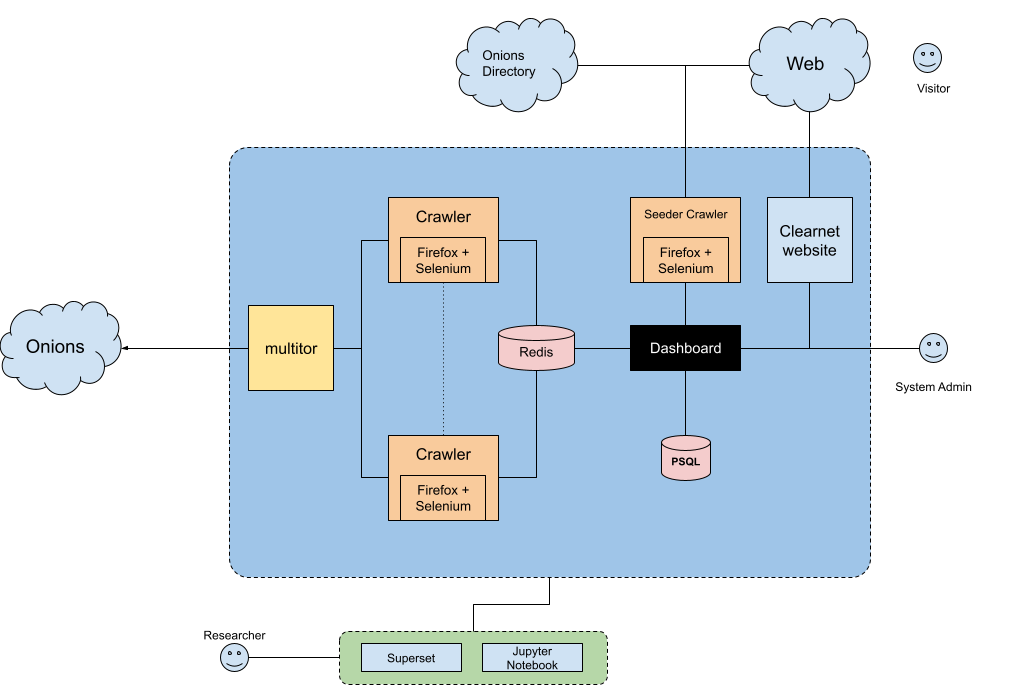 Onions
Directory
Web
Visitor
Crawler
Firefox +
Selenium
Seeder Crawler
Firefox +
Selenium
Clearnet
website
Onions
multitor
Redis
Dashboard
System Admin
Crawler
Firefox +
Selenium
PSQL
Researcher
Superset
Jupyter
Notebook